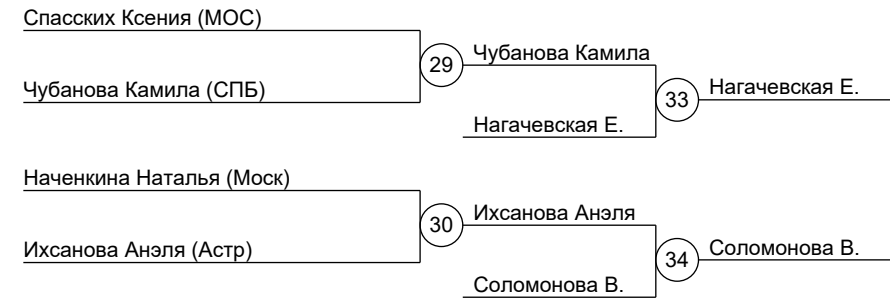 Спасских Ксения (МОС)
29
Чубанова Камила
Чубанова Камила (СПБ)
33
Нагачевская Е.
Нагачевская Е.
Наченкина Наталья (Моск)
30
Ихсанова Анэля
Ихсанова Анэля (Астр)
34
Соломонова В.
Соломонова В.